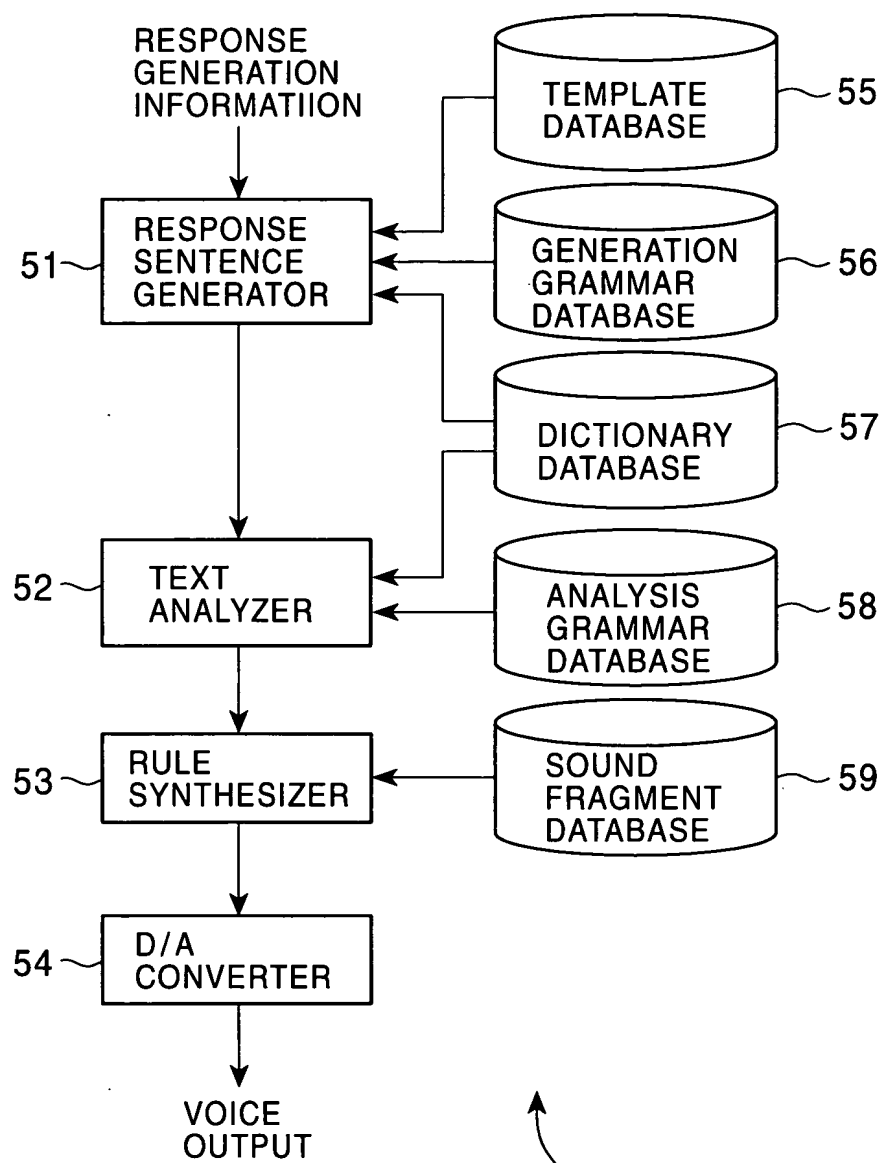 RESPONSE
GENERATION
INFORMATIION
TEMPLATE
DATABASE
55
51
RESPONSE
SENTENCE
GENERATOR
GENERATION
GRAMMAR
DATABASE
56
DICTIONARY
DATABASE
57
52
TEXT
ANALYZER
ANALYSIS
GRAMMAR
DATABASE
58
53
RULE
SYNTHESIZER
SOUND
FRAGMENT
DATABASE
59
54
D/A
CONVERTER
VOICE
OUTPUT